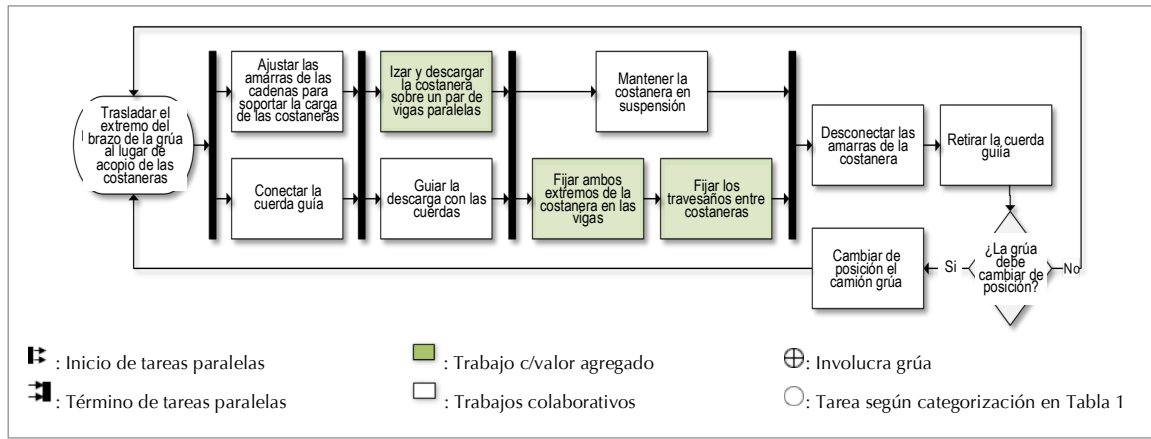 Trasladar el
extremo del
brazo de la grúa
al lugar de
acopio de las
costaneras
Ajustar las
amárras de las
cadenas para
soportar la carga
de las costaneras
Conectar la
cuerda guía
Izar y descargar
la costanera
sobre un par de
vigas paralelas
Guiar la
descarga con las
cuerdas
Mantener la
costanera en
suspensión
Fijar ambos
extremos de la
costanera en las
vigas
Fijar los
travesaños entre
costaneras
Desconectar las
amarras de la
costanera
Retirar la cuerda
guíia
¿La grúa
debe
cambiar de
posición?
Si
No
Cambiar de
posición el
camión grúa
: Inicio de tareas paralelas
: Término de tareas paralelas
: Trabajo c/valor agregado
: Trabajos colaborativos
: Involucra grúa
: Tarea según categorización en Tabla 1